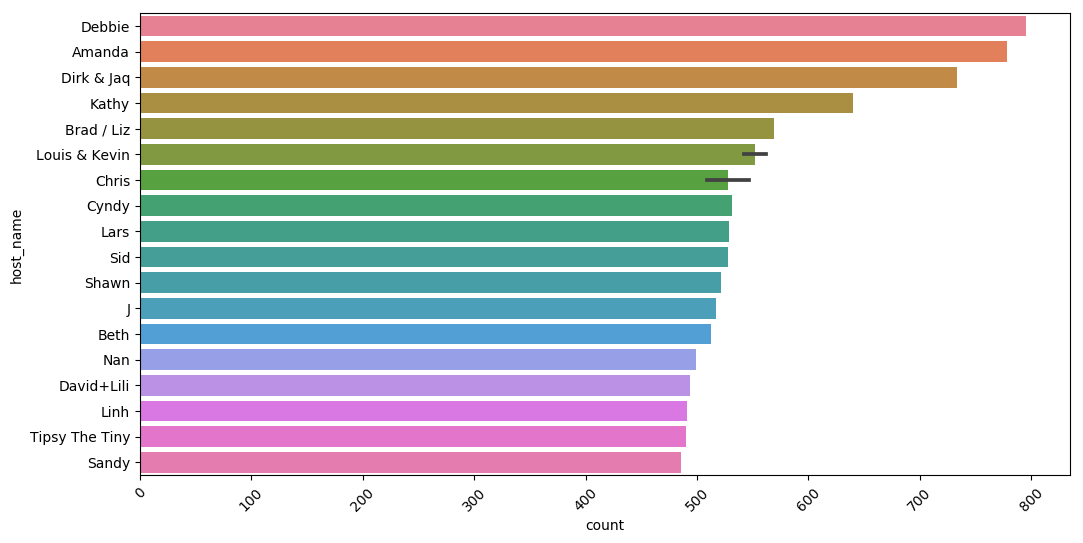 Debbie
Amanda
Dirk & Jaq
Kathy
Brad / Liz
Louis & Kevin
Chris
Cyndy
Lars
Sid
Shawn
J
Beth
Nan
David+Lili
Linh
Tipsy The Tiny
Sandy
host_name
0 100 200 300 400 500 600 700 800
count